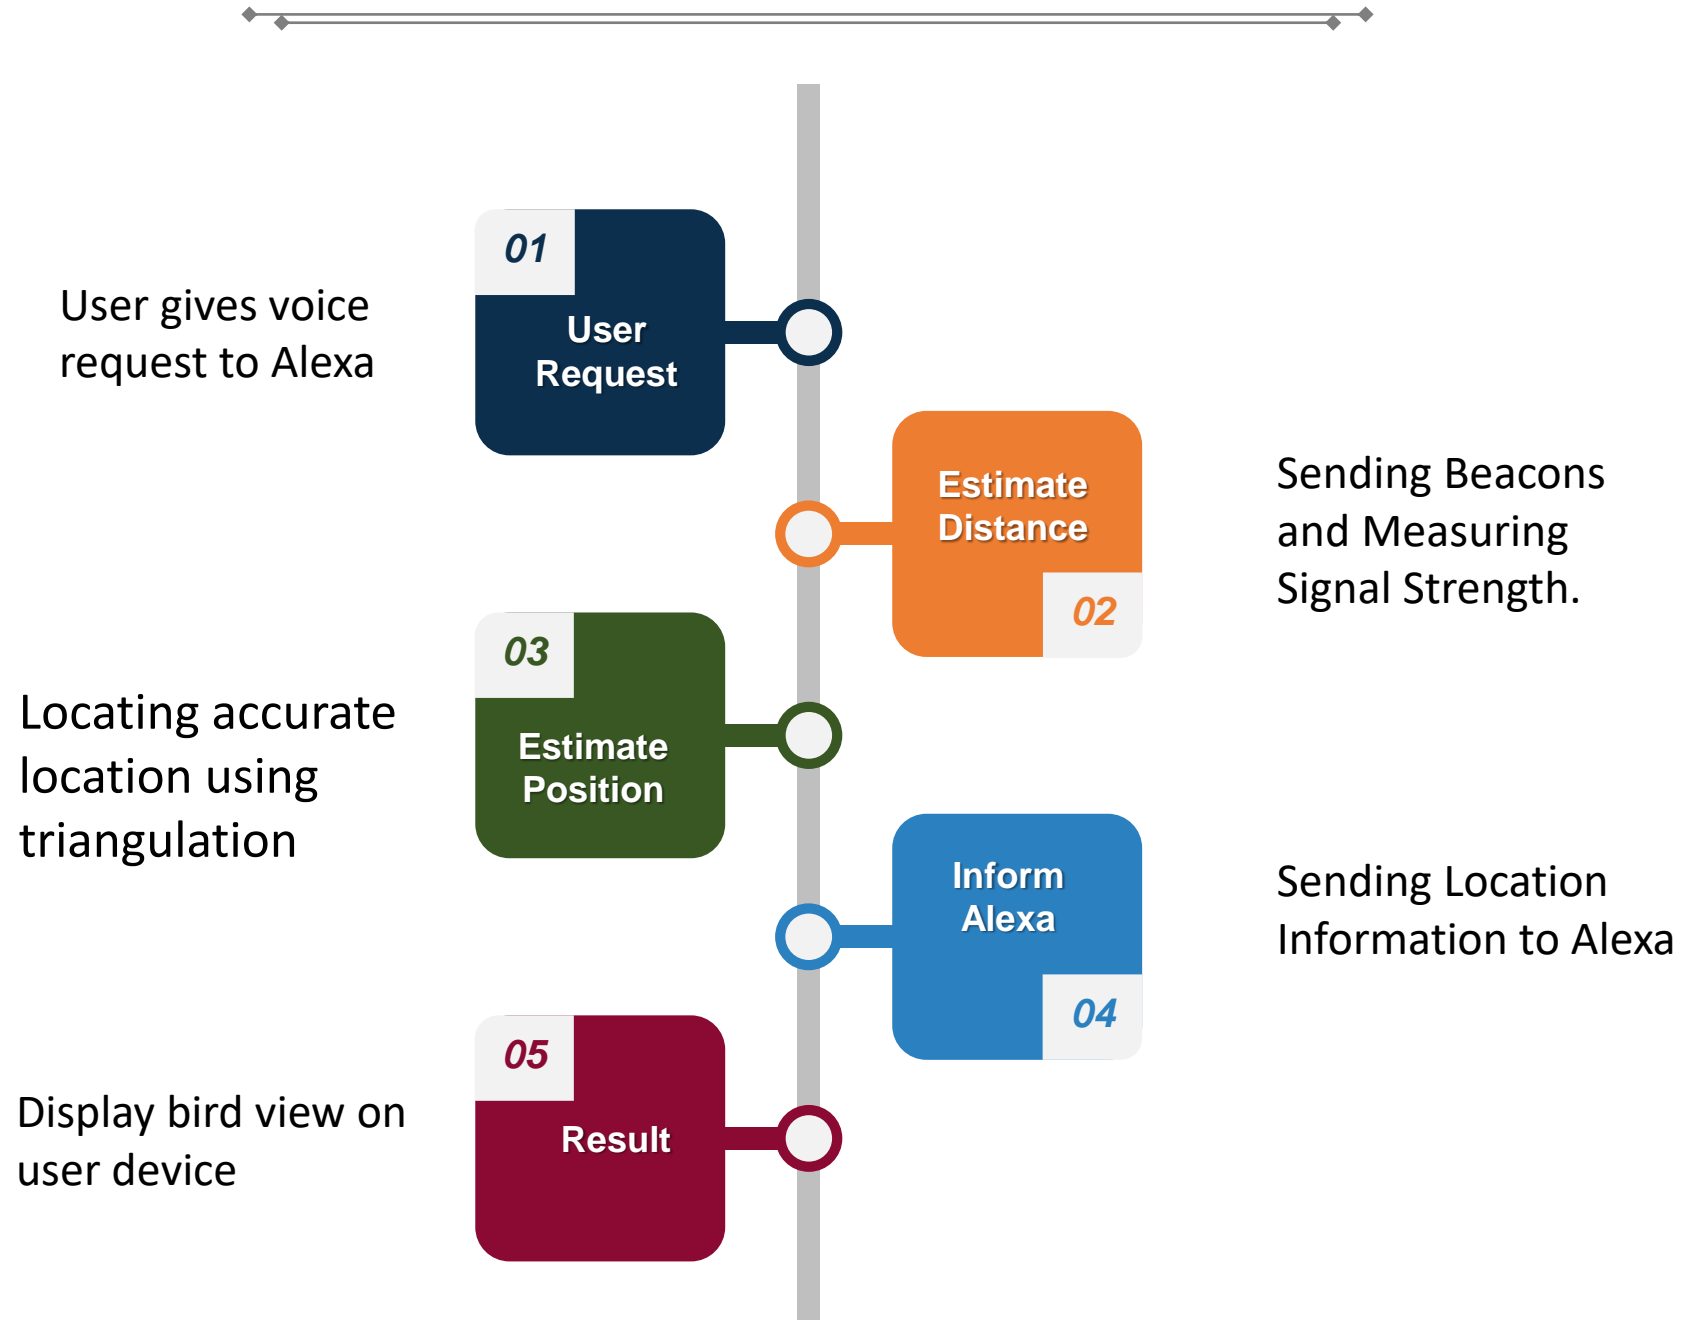 01
User
Request
User gives voice
request to Alexa
Estimate
Distance
02
Sending Beacons
and Measuring
Signal Strength.
03
Estimate
Position
Locating accurate
location using
triangulation
Inform
Alexa
04
Sending Location
Information to Alexa
05
Result
Display bird view on
user device